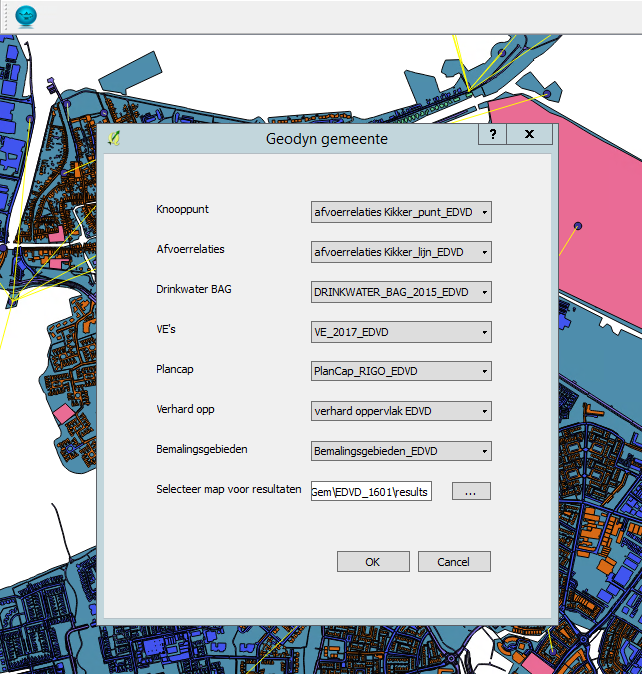 Geodyn gemeente
? x
Knooppunt afvoerrelaties Kikker_punt_EDVD
Afvoerrelaties afvoerrelaties Kikker_lijn_EDVD
Drinkwater BAG DRINKWATER_BAG_2015_EDVD
VE's VE_2017_EDVD
Plancap PlanCap_RIGO_EDVD
Verhard opp verhard oppervlak EDVD
Bemalingsgebieden Bemalingsgebieden_EDVD
Selecteer map voor resultaten Gem\EDVD_1601\results ...
OK Cancel